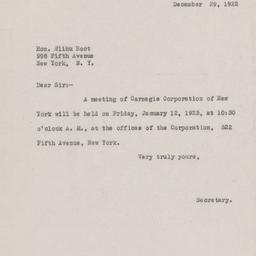 December 29, 1922
Hon. Elihu Root
998 Fifth Avenue
New York, N. Y.
Dear Sir:-
A meeting of Carnegie Corporation of New
York will be held on Friday, January 12, 1923, at 10:30
o'clock A. M., at the offices of the Corporation, 522
Fifth Avenue, New York.
Very truly yours,
Secretary.